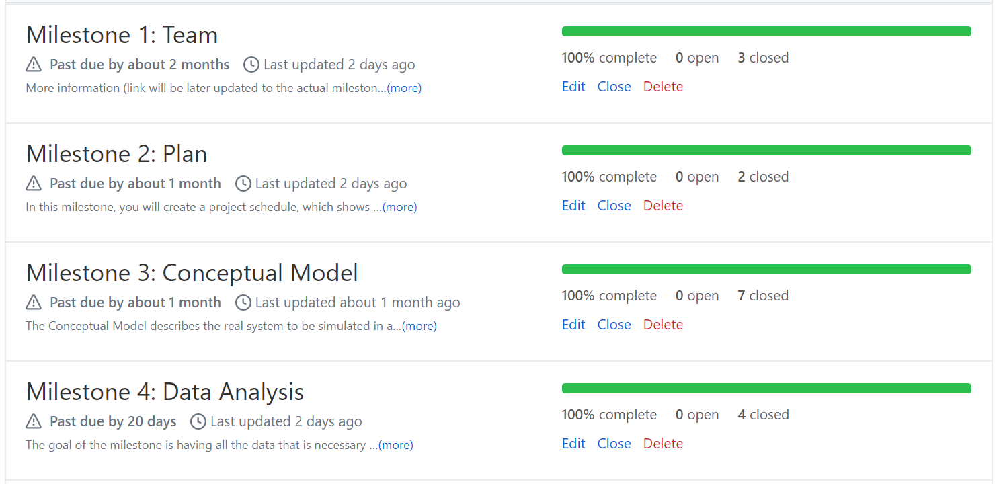 Milestone 1: Team
Past due by about 2 months Last updated 2 days ago
More information (link will be later updated to the actual mileston...(more)
100% complete 0 open 3 closed
Edit Close Delete
Milestone 2: Plan
Past due by about 1 month Last updated 2 days ago
In this milestone, you will create a project schedule, which shows ...(more)
100% complete 0 open 2 closed
Edit Close Delete
Milestone 3: Conceptual Model
Past due by about 1 month Last updated about 1 month ago
The Conceptual Model describes the real system to be simulated in a...(more)
100% complete 0 open 7 closed
Edit Close Delete
Milestone 4: Data Analysis
Past due by 20 days Last updated 2 days ago
The goal of the milestone is having all the data that is necessary ...(more)
100% complete 0 open 4 closed
Edit Close Delete